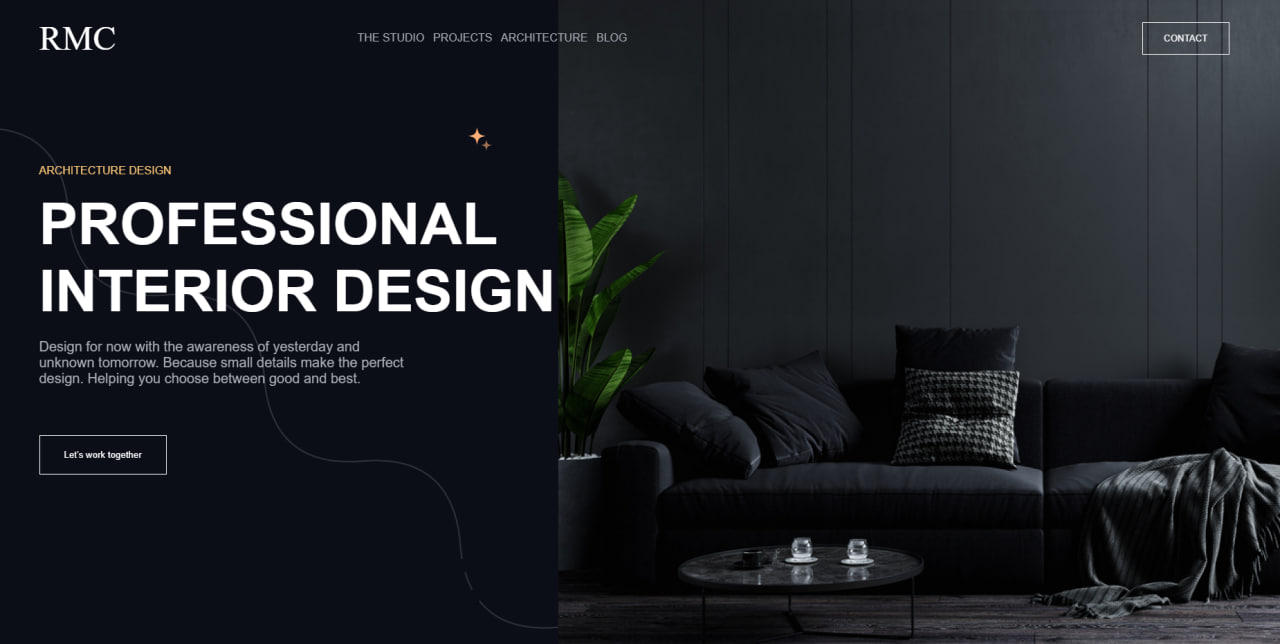 RMC
THE STUDIO PROJECTS ARCHITECTURE BLOG
CONTACT
ARCHITECTURE DESIGN
PROFESSIONAL
INTERIOR DESIGN
Design for now with the awareness of yesterday and
unknown tomorrow. Because small details make the perfect
design. Helping you choose between good and best.
Let's work together